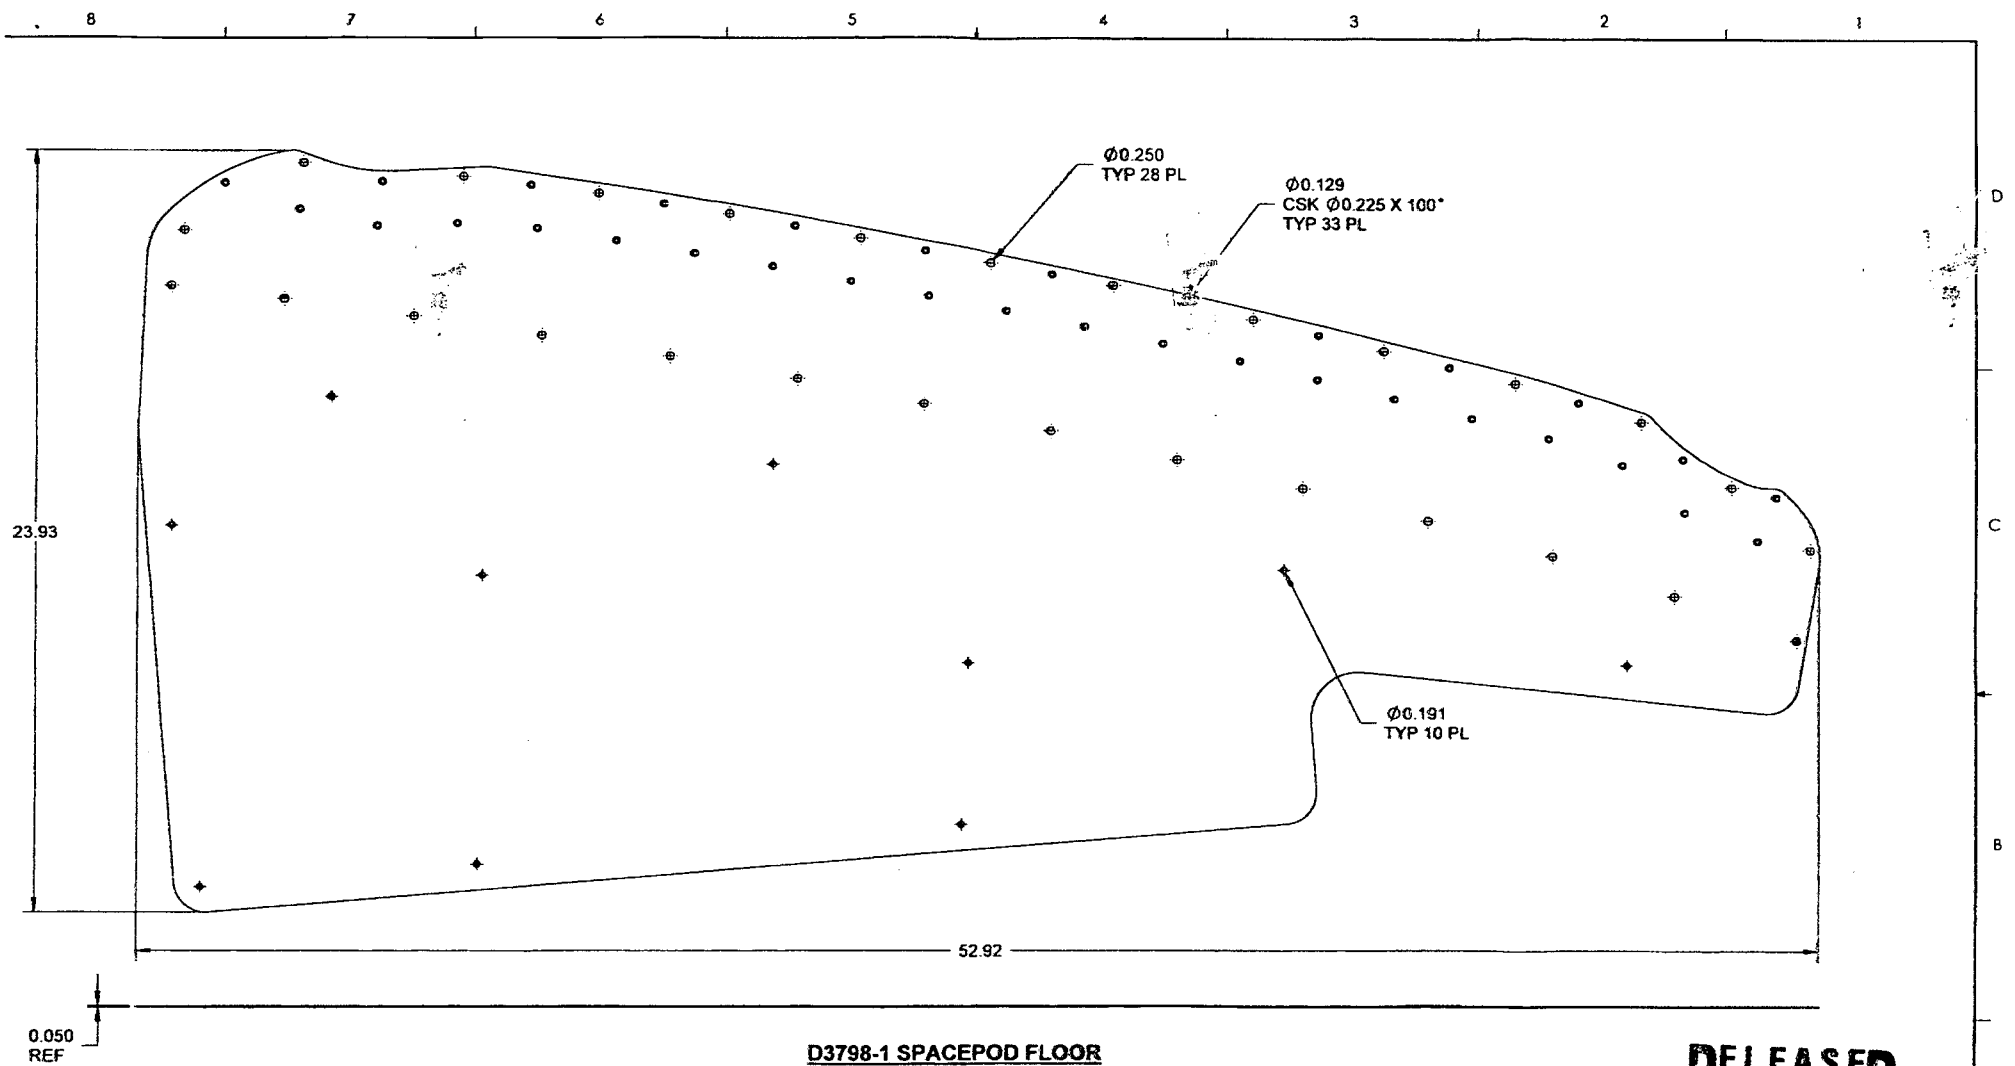 8 7 6 5 4 3 2 1
Ø0.250
TYP 28 PL
Ø0.129
CSK Ø0.225 X 100°
TYP 33 PL
D
23.93
C
Ø0.191
TYP 10 PL
B
52.92
0.050
REF
D3798-1 SPACEPOD FLOOR
RELEASED